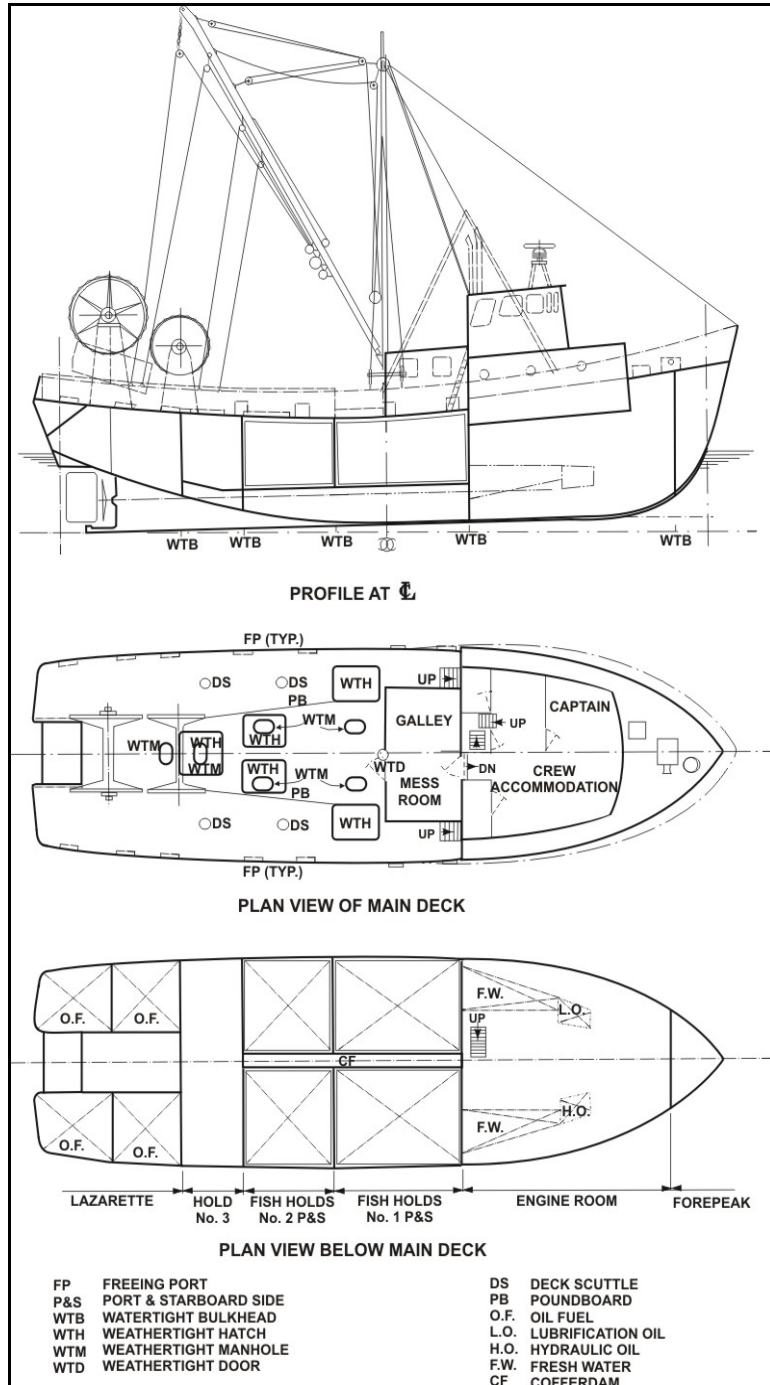 WTB WTB WTB WTB WTB
PROFILE AT ℄
FP (TYP.)
DS DS WTH UP
PB
WTM GALLEY CAPTAIN
WTM WTH WTH UP
WTM WTH WTM WTD DN CREW
PB MESS ACCOMMODATION
ROOM
WTH
DS DS UP
FP (TYP.)
PLAN VIEW OF MAIN DECK
F.W.
O.F. O.F. UP L.O.
CF
H.O.
F.W.
O.F. O.F.
LAZARETTE HOLD FISH HOLDS FISH HOLDS ENGINE ROOM FOREPEAK
No. 3 No. 2 P&S No. 1 P&S
PLAN VIEW BELOW MAIN DECK
FP FREEING PORT
P&S PORT & STARBOARD SIDE
WTB WATERTIGHT BULKHEAD
WTH WEATHERTIGHT HATCH
WTM WEATHERTIGHT MANHOLE
WTD WEATHERTIGHT DOOR
DS DECK SCUTTLE
PB POUNDBOARD
O.F. OIL FUEL
L.O. LUBRIFICATION OIL
H.O. HYDRAULIC OIL
F.W. FRESH WATER
CF COFFERDAM